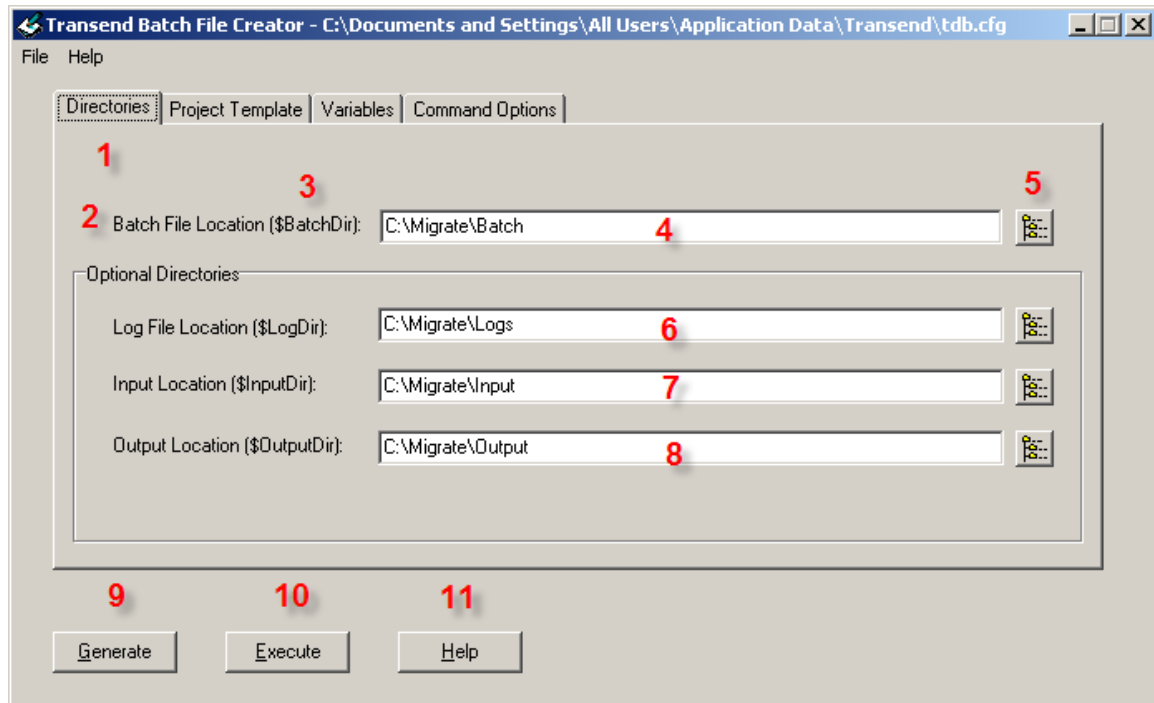 Transend Batch File Creator - C:\Documents and Settings\All Users\Application Data\Transend\tdb.cfg
File Help
Directories Project Template Variables Command Options
1
3 5
2 Batch File Location ($BatchDir): C:\Migrate\Batch 4
Optional Directories
Log File Location ($LogDir): C:\Migrate\Logs 6
Input Location ($InputDir): C:\Migrate\Input 7
Output Location ($OutputDir): C:\Migrate\Output 8
9 10 11
Generate Execute Help